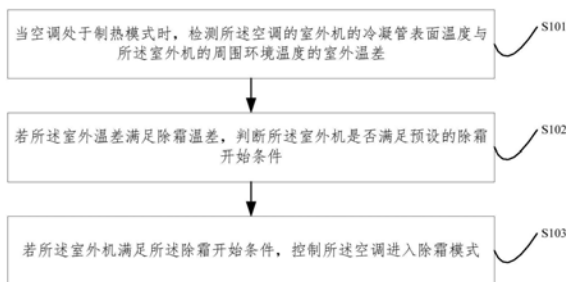 当空调处于制热模式时，检测所述空调的室外机的冷凝管表面温度与
所述室外机的周围环境温度的室外温差
S101
若所述室外温差满足除霜温差，判断所述室外机是否满足预设的除霜
开始条件
S102
若所述室外机满足所述除霜开始条件，控制所述空调进入除霜模式
S103